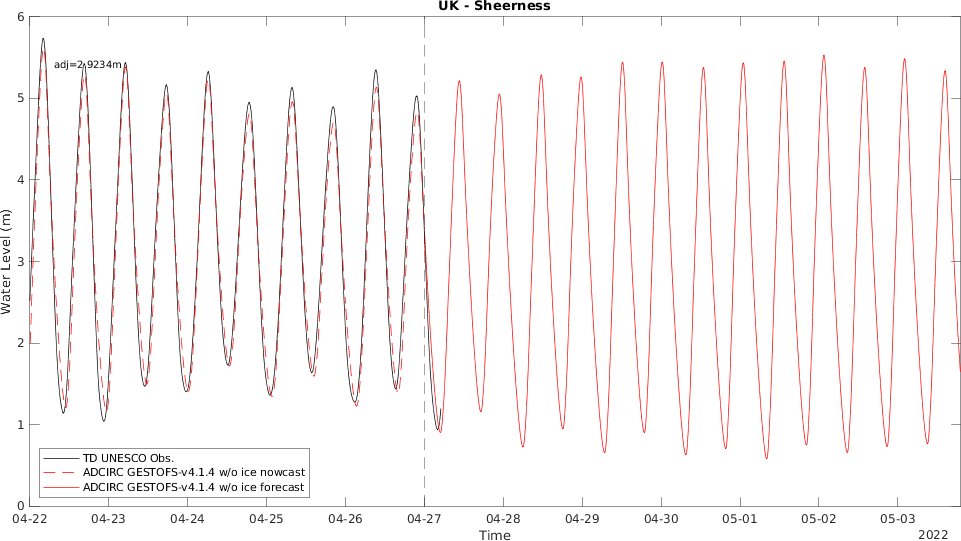 UK - Sheerness
adj=2.9234m
6
5
4
3
2
1
0
Water Level (m)
TD UNESCO Obs.
ADCIRC GESTOFS-v4.1.4 w/o ice nowcast
ADCIRC GESTOFS-v4.1.4 w/o ice forecast
04-22 04-23 04-24 04-25 04-26 04-27 04-28 04-29 04-30 05-01 05-02 05-03
Time
2022